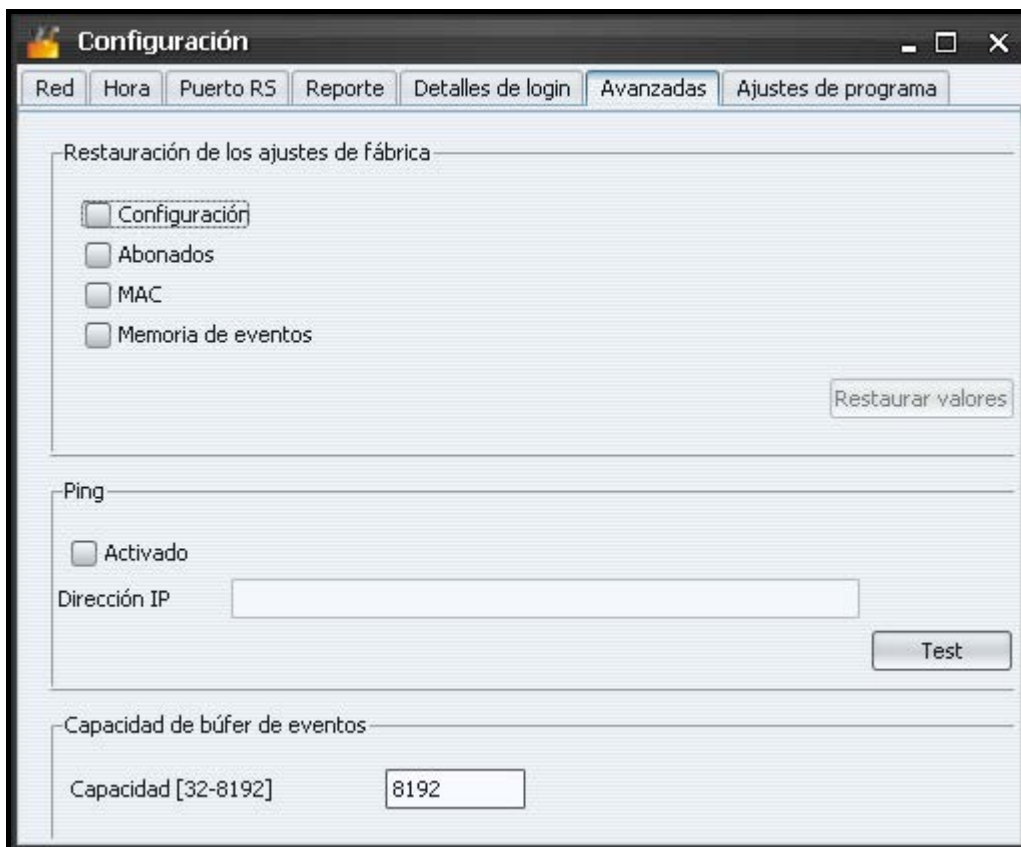 Configuración
Red Hora Puerto RS Reporte Detalles de login Avanzadas Ajustes de programa
Restauración de los ajustes de fábrica
Configuración
Abonados
MAC
Memoria de eventos
Restaurar valores
Ping
Activado
Dirección IP
Test
Capacidad de búfer de eventos
Capacidad [32-8192] 8192